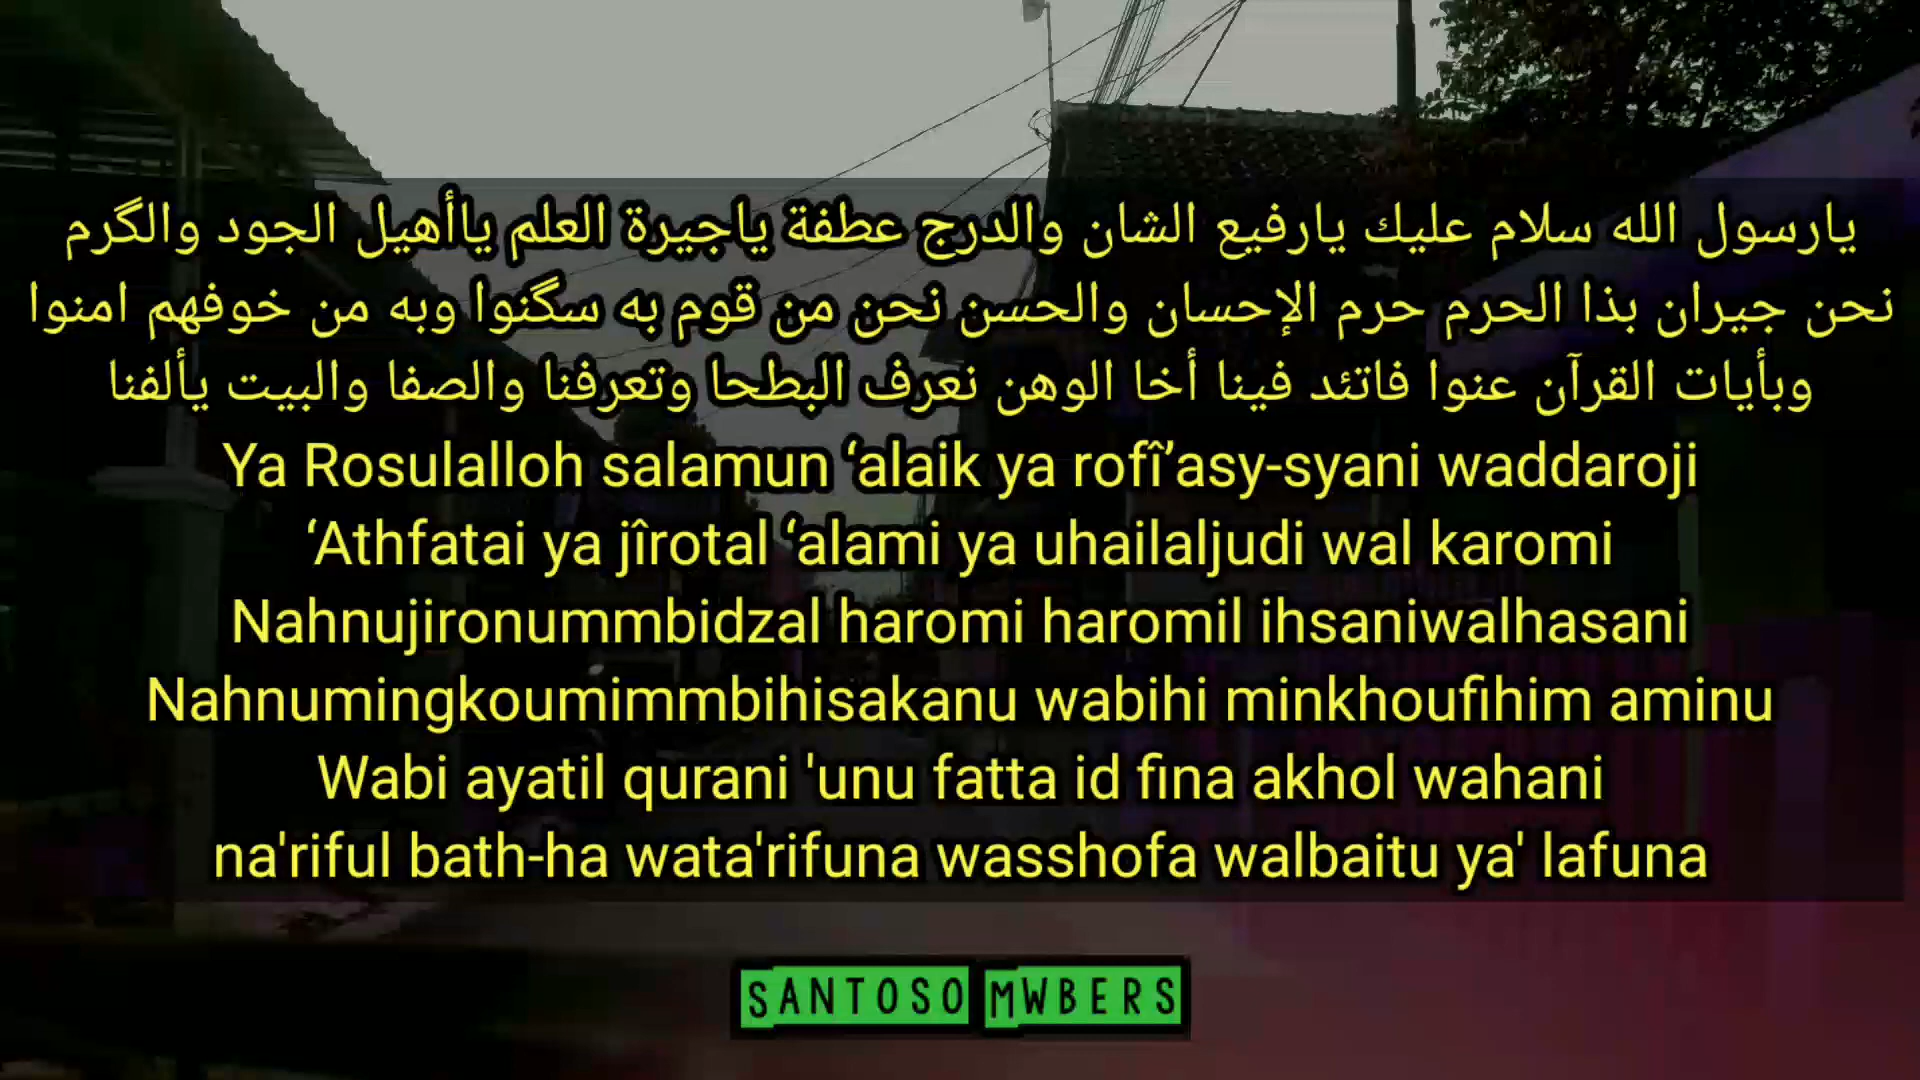 يارسول الله سلام عليك يارفيع الشان والدرج عطفة ياجيرة العلم ياأهيل الجود والگرم
نحن جيران بذا الحرم حرم الإحسان والحسن نحن من قوم به سگنوا وبه من خوفهم امنوا
وبأيات القرآن عنوا فاتئد فينا أخا الوهن نعرف البطحا وتعرفنا والصفا والبيت يألفنا
Ya Rosulalloh salamun ‘alaik ya rofî’asy-syani waddaroji
‘Athfatai ya jîrotal ‘alami ya uhailaljudi wal karomi
Nahnujironummbidzal haromi haromil ihsaniwalhasani
Nahnumingkoumimmbihisakanu wabihi minkhoufihim aminu
Wabi ayatil qurani 'unu fatta id fina akhol wahani
na'riful bath-ha wata'rifuna wasshofa walbaitu ya' lafuna
SANTOSO MWBERS